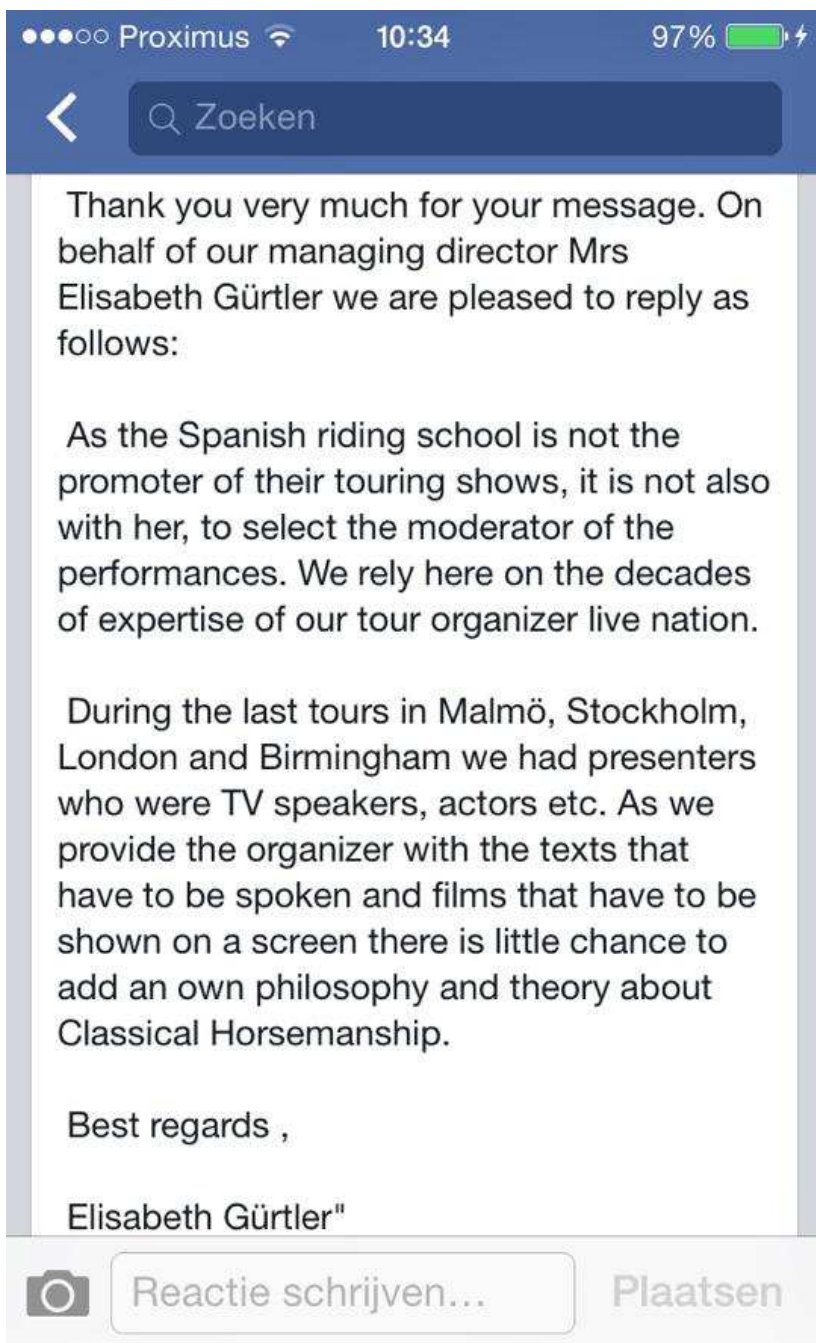 Proximus 10:34 97%
Zoeken
Thank you very much for your message. On
behalf of our managing director Mrs
Elisabeth Gürtler we are pleased to reply as
follows:
As the Spanish riding school is not the
promoter of their touring shows, it is not also
with her, to select the moderator of the
performances. We rely here on the decades
of expertise of our tour organizer live nation.
During the last tours in Malmö, Stockholm,
London and Birmingham we had presenters
who were TV speakers, actors etc. As we
provide the organizer with the texts that
have to be spoken and films that have to be
shown on a screen there is little chance to
add an own philosophy and theory about
Classical Horsemanship.
Best regards ,
Elisabeth Gürtler"
Reactie schrijven... Plaatsen